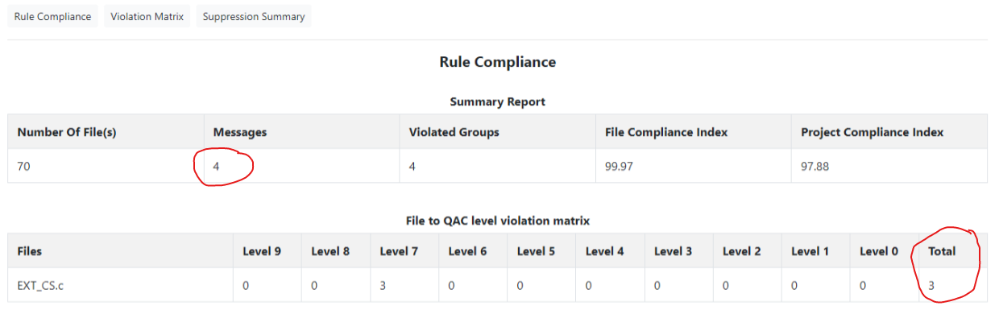 Rule Compliance Violation Matrix Suppression Summary
Rule Compliance
Summary Report
Number Of File(s) Messages Violated Groups File Compliance Index Project Compliance Index
70 4 4 99.97 97.88
File to QAC level violation matrix
Files Level 9 Level 8 Level 7 Level 6 Level 5 Level 4 Level 3 Level 2 Level 1 Level 0 Total
EXT_CS.c 0 0 3 0 0 0 0 0 0 0 3